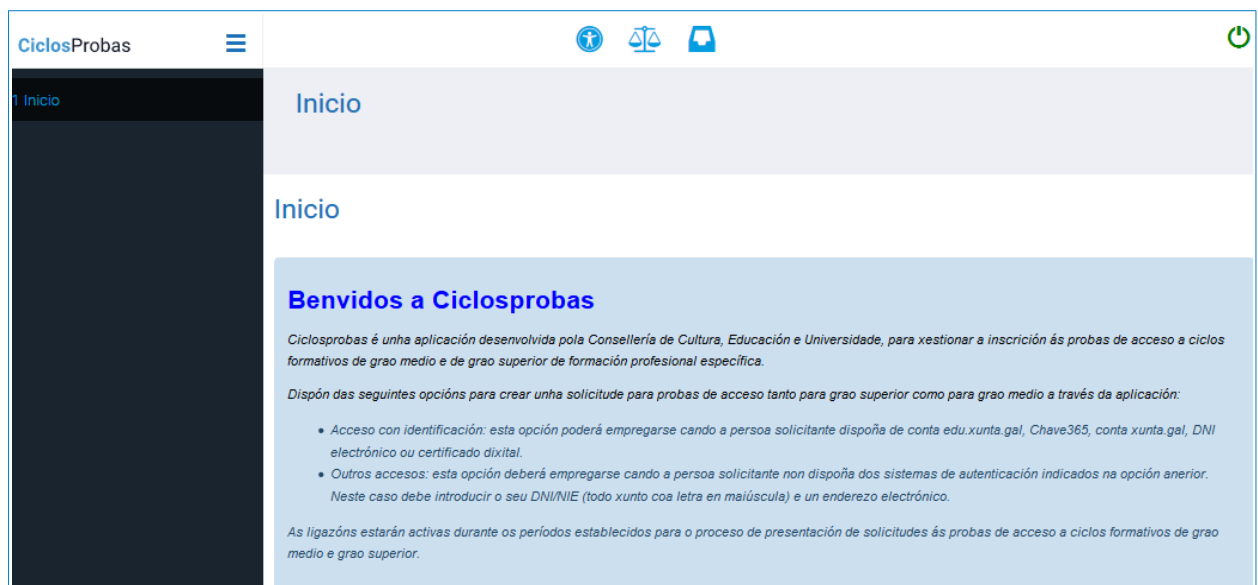 CiclosProbas
1 Inicio
Inicio
Inicio
Benvidos a Ciclosprobas
Ciclosprobas é unha aplicación desenvolvida pola Consellería de Cultura, Educación e Universidade, para xestionar a inscrición ás probas de acceso a ciclos
formativos de grao medio e de grao superior de formación profesional específica.
Dispón das seguintes opcións para crear unha solicitude para probas de acceso tanto para grao superior como para grao medio a través da aplicación:
• Acceso con identificación: esta opción poderá empregarse cando a persoa solicitante dispoña de conta edu.xunta.gal, Chave365, conta xunta.gal, DNI
electrónico ou certificado dixital.
• Outros accesos: esta opción deberá empregarse cando a persoa solicitante non dispoña dos sistemas de autenticación indicados na opción anerior.
Neste caso debe introducir o seu DNI/NIE (todo xunto coa letra en maiúscula) e un enderezo electrónico.
As ligazóns estarán activas durante os períodos establecidos para o proceso de presentación de solicitudes ás probas de acceso a ciclos formativos de grao
medio e grao superior.